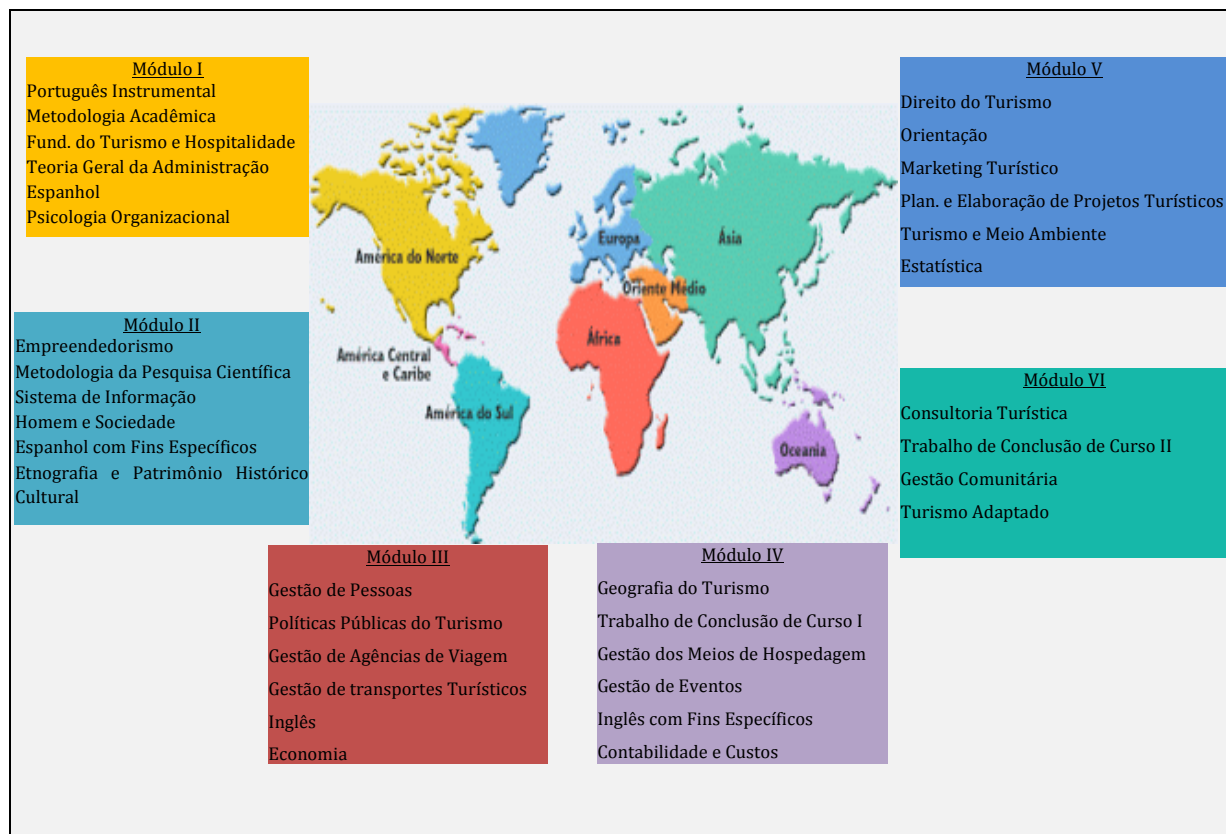 Módulo I
Português Instrumental
Metodologia Acadêmica
Fund. do Turismo e Hospitalidade
Teoria Geral da Administração
Espanhol
Psicologia Organizacional
Módulo II
Empreendedorismo
Metodologia da Pesquisa Científica
Sistema de Informação
Homem e Sociedade
Espanhol com Fins Específicos
Etnografia e Patrimônio Histórico
Cultural
América do Norte
América Central
e Caribe
América do Sul
Europa
Oriente Médio
África
Ásia
Oceania
Módulo III
Gestão de Pessoas
Políticas Públicas do Turismo
Gestão de Agências de Viagem
Gestão de transportes Turísticos
Inglês
Economia
Módulo IV
Geografia do Turismo
Trabalho de Conclusão de Curso I
Gestão dos Meios de Hospedagem
Gestão de Eventos
Inglês com Fins Específicos
Contabilidade e Custos
Módulo V
Direito do Turismo
Orientação
Marketing Turístico
Plan. e Elaboração de Projetos Turísticos
Turismo e Meio Ambiente
Estatística
Módulo VI
Consultoria Turística
Trabalho de Conclusão de Curso II
Gestão Comunitária
Turismo Adaptado